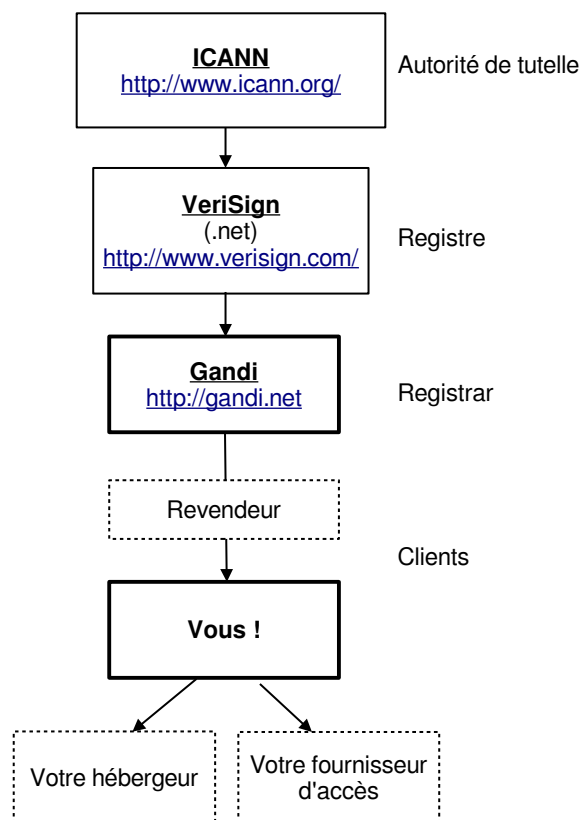 ICANN
http://www.icann.org/
Autorité de tutelle
VeriSign
(.net)
http://www.verisign.com/
Registre
Gandi
http://gandi.net
Registrar
Revendeur
Clients
Vous !
Votre hébergeur
Votre fournisseur
d'accès